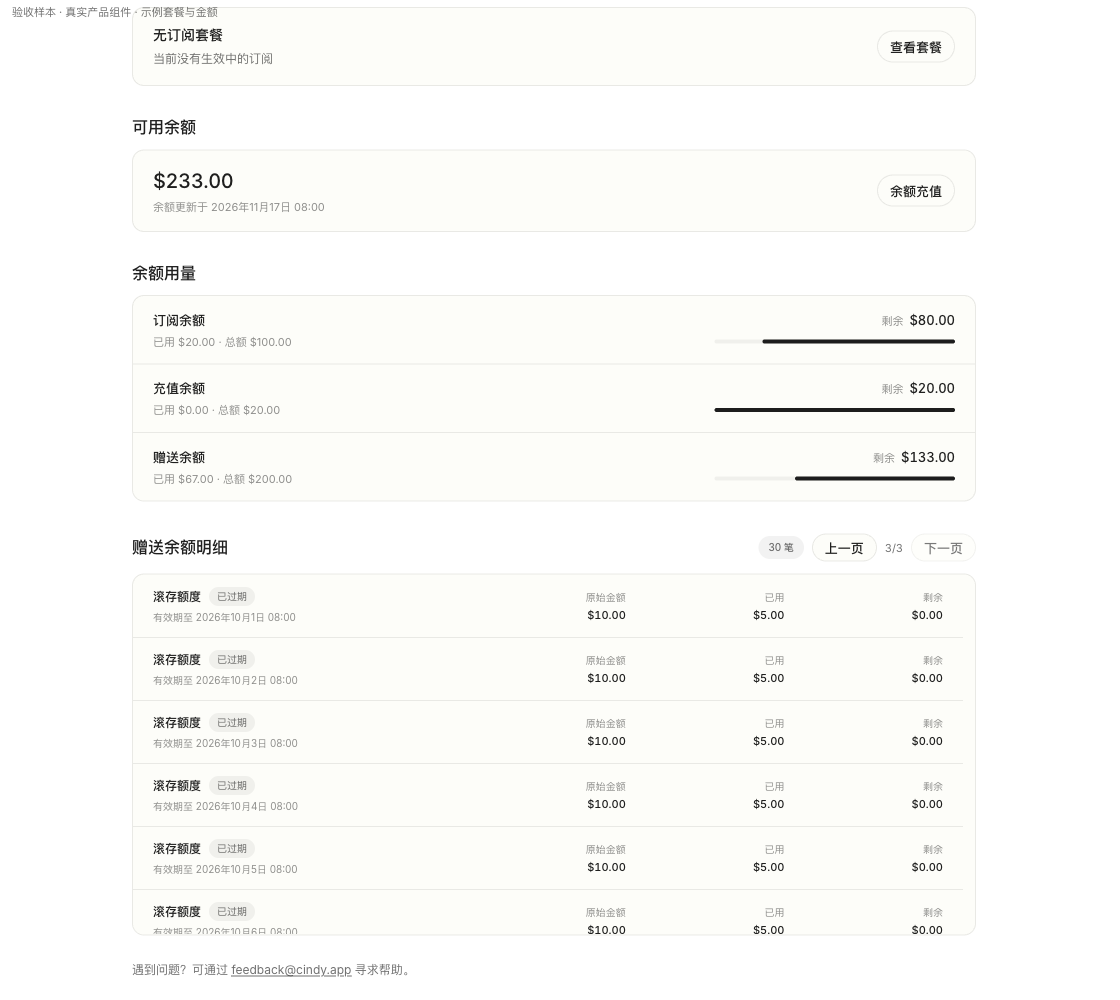 验收样本 · 真实产品组件 · 示例套餐与金额
无订阅套餐
当前没有生效中的订阅
查看套餐
可用余额
$233.00
余额更新于 2026年11月17日 08:00
余额充值
余额用量
订阅余额
剩余 $80.00
已用 $20.00 · 总额 $100.00
充值余额
剩余 $20.00
已用 $0.00 · 总额 $20.00
赠送余额
剩余 $133.00
已用 $67.00 · 总额 $200.00
赠送余额明细
30 笔 上一页 3/3 下一页
滚存额度 已过期 原始金额 已用 剩余
有效期至 2026年10月1日 08:00 $10.00 $5.00 $0.00
滚存额度 已过期 原始金额 已用 剩余
有效期至 2026年10月2日 08:00 $10.00 $5.00 $0.00
滚存额度 已过期 原始金额 已用 剩余
有效期至 2026年10月3日 08:00 $10.00 $5.00 $0.00
滚存额度 已过期 原始金额 已用 剩余
有效期至 2026年10月4日 08:00 $10.00 $5.00 $0.00
滚存额度 已过期 原始金额 已用 剩余
有效期至 2026年10月5日 08:00 $10.00 $5.00 $0.00
滚存额度 已过期 原始金额 已用 剩余
有效期至 2026年10月6日 08:00 $10.00 $5.00 $0.00
遇到问题？可通过 feedback@cindy.app 寻求帮助。